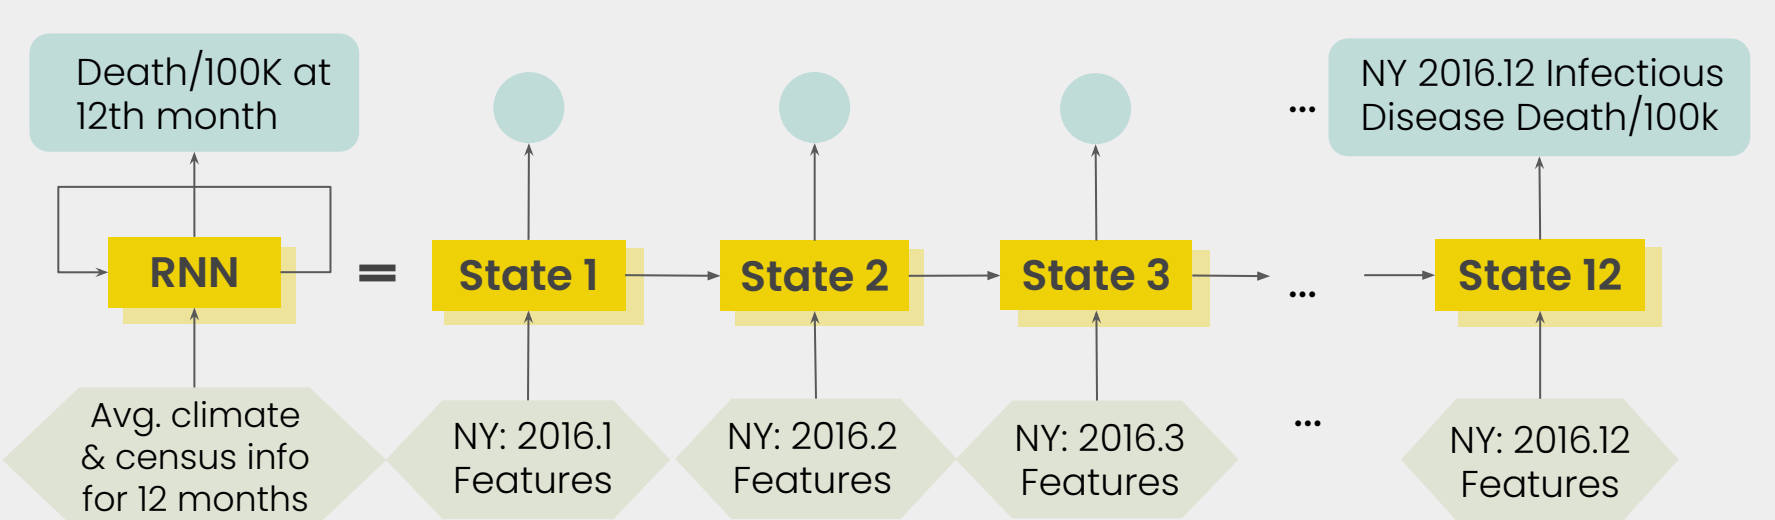 Death/100K at
12th month
RNN
Avg. climate
& census info
for 12 months
=
State 1
NY: 2016.1
Features
State 2
NY: 2016.2
Features
State 3
NY: 2016.3
Features
...
...
...
NY 2016.12 Infectious
Disease Death/100k
State 12
NY: 2016.12
Features